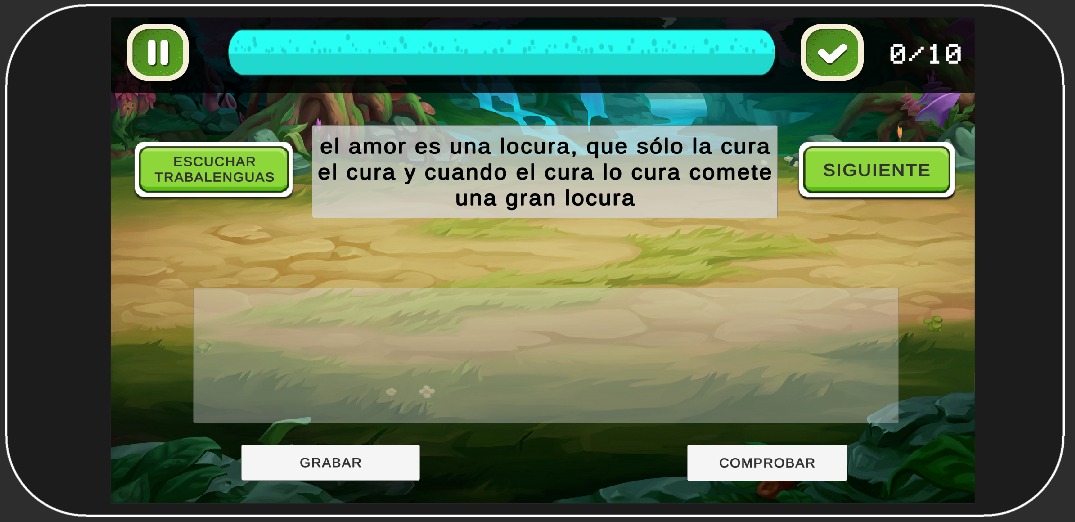 0/10
ESCUCHAR
TRABALENGUAS
el amor es una locura, que sólo la cura
el cura y cuando el cura lo cura comete
una gran locura
SIGUIENTE
GRABAR
COMPROBAR